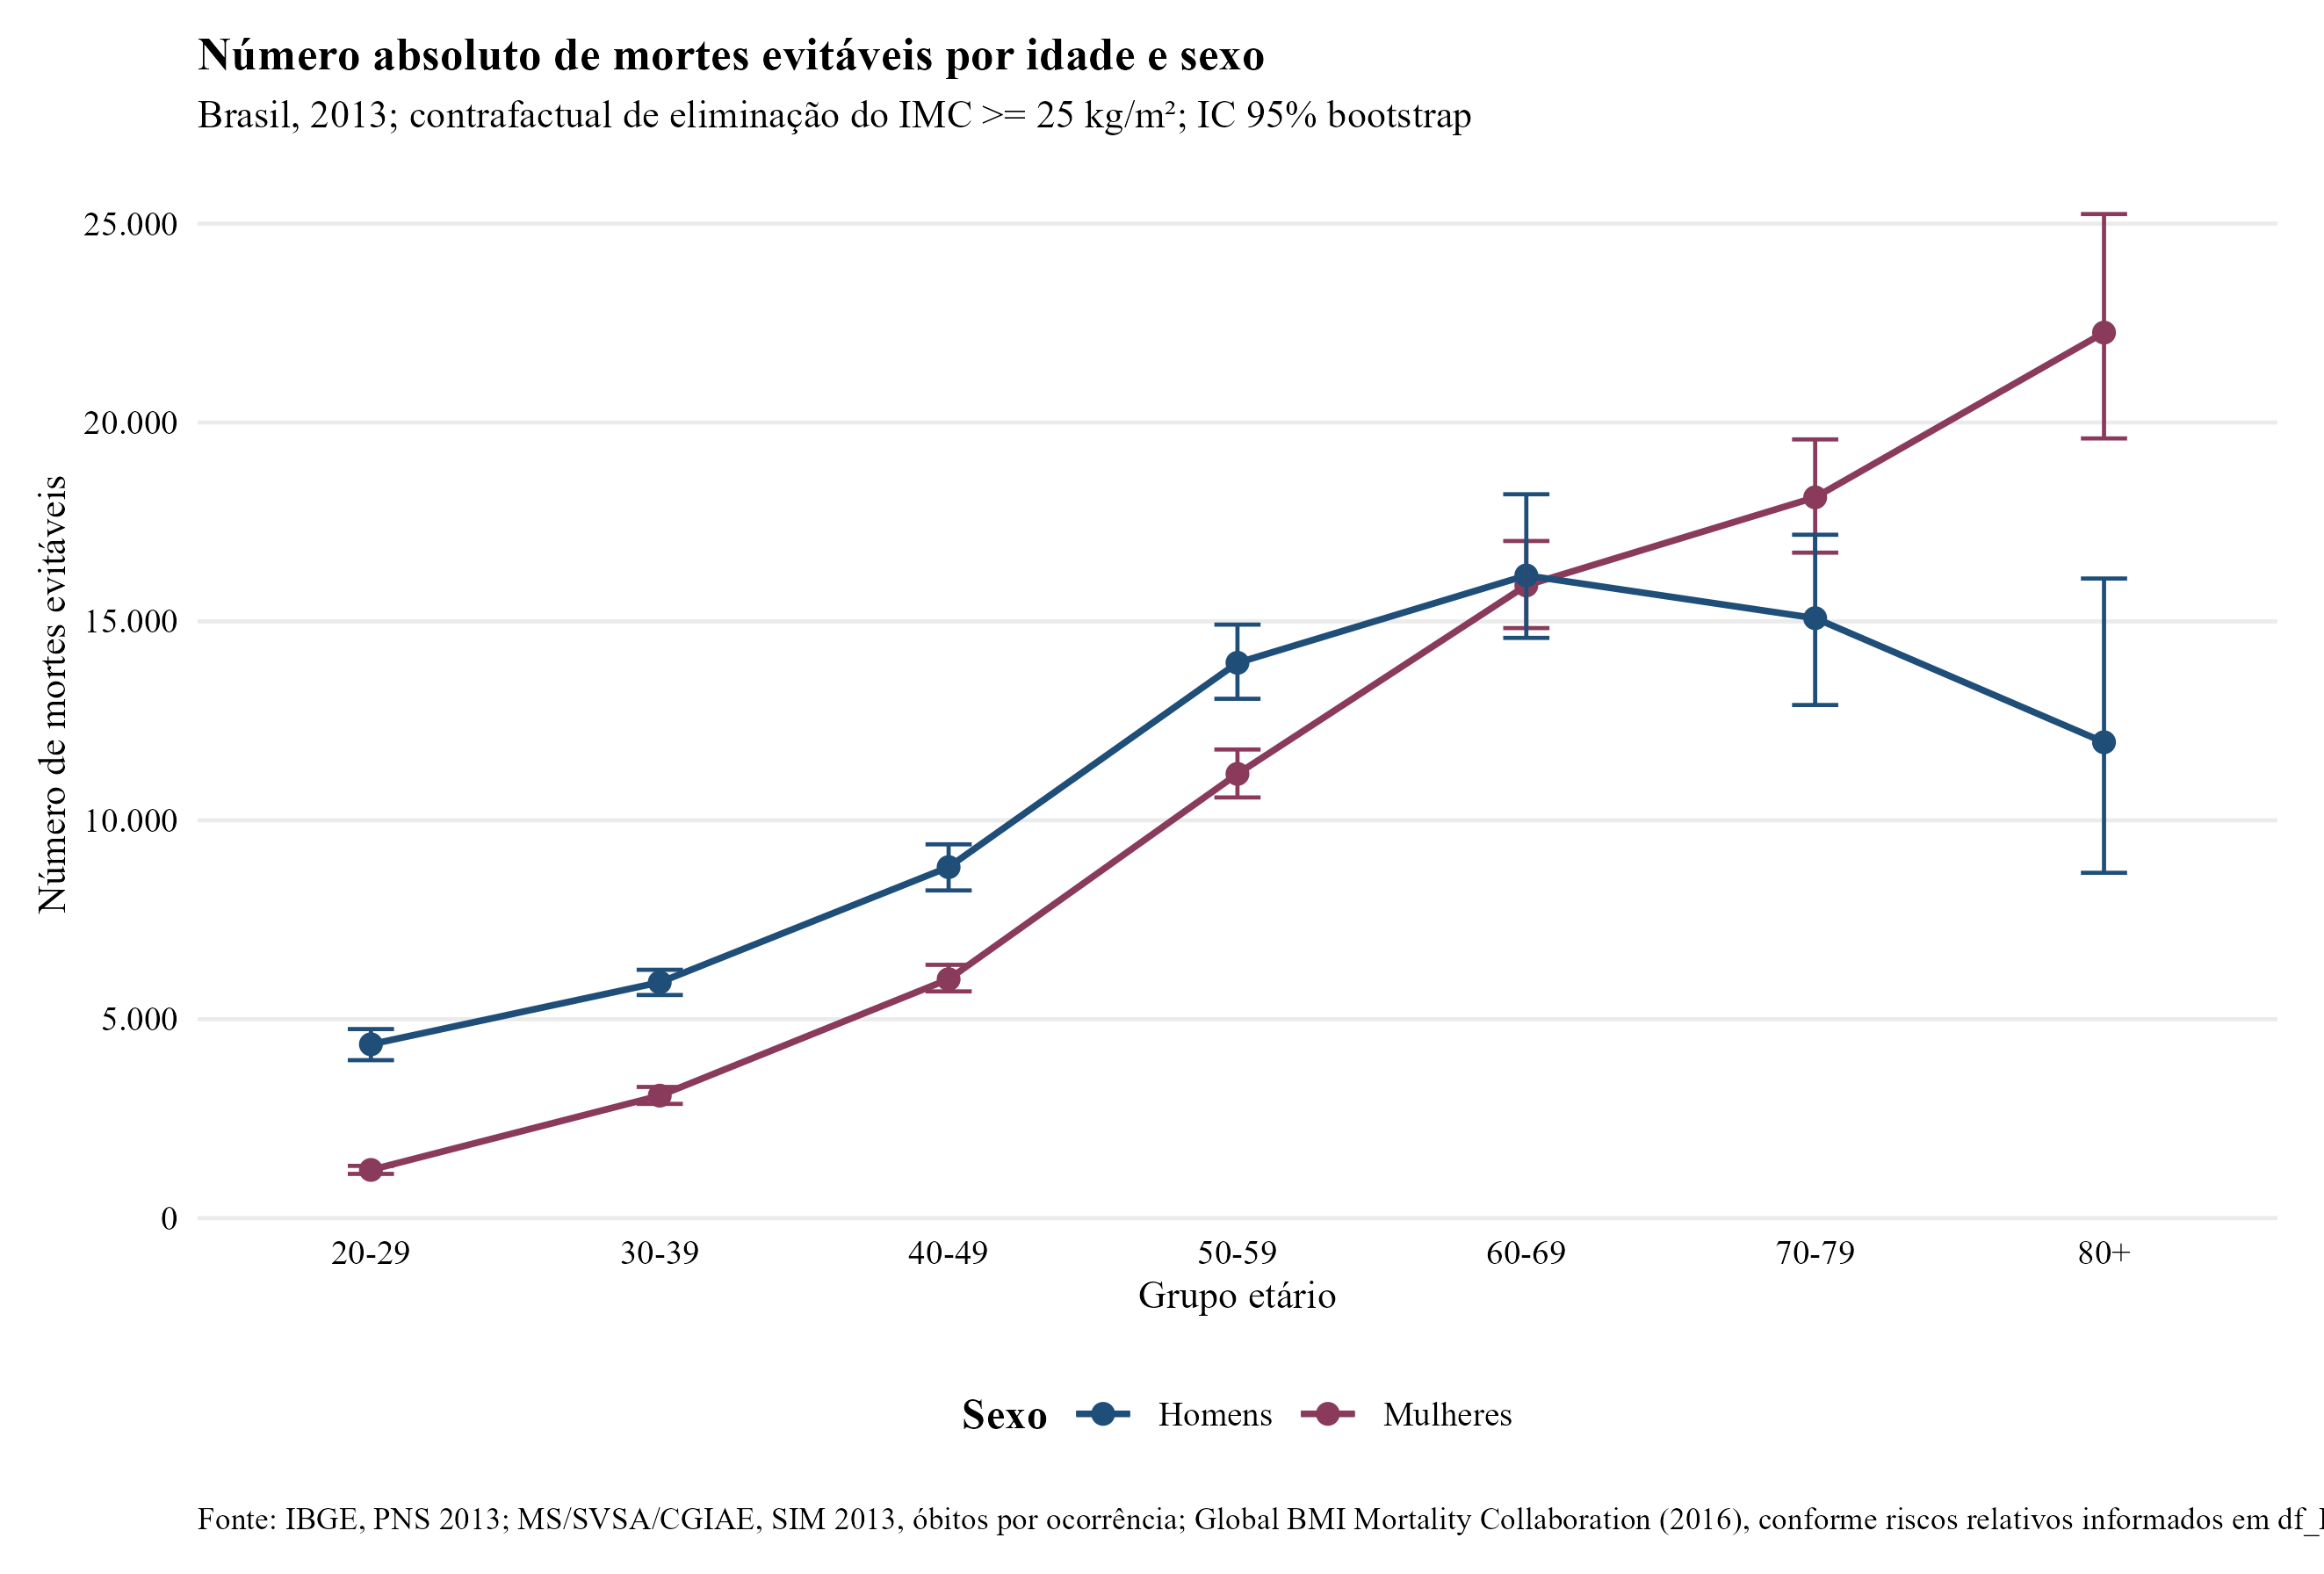 Número absoluto de mortes evitáveis por idade e sexo
Brasil, 2013; contrafactual de eliminação do IMC >= 25 kg/m²; IC 95% bootstrap
Número de mortes evitáveis
25.000
20.000
15.000
10.000
5.000
0
20-29 30-39 40-49 50-59 60-69 70-79 80+
Grupo etário
Sexo Homens Mulheres
Fonte: IBGE, PNS 2013; MS/SVSA/CGIAE, SIM 2013, óbitos por ocorrência; Global BMI Mortality Collaboration (2016), conforme riscos relativos informados em